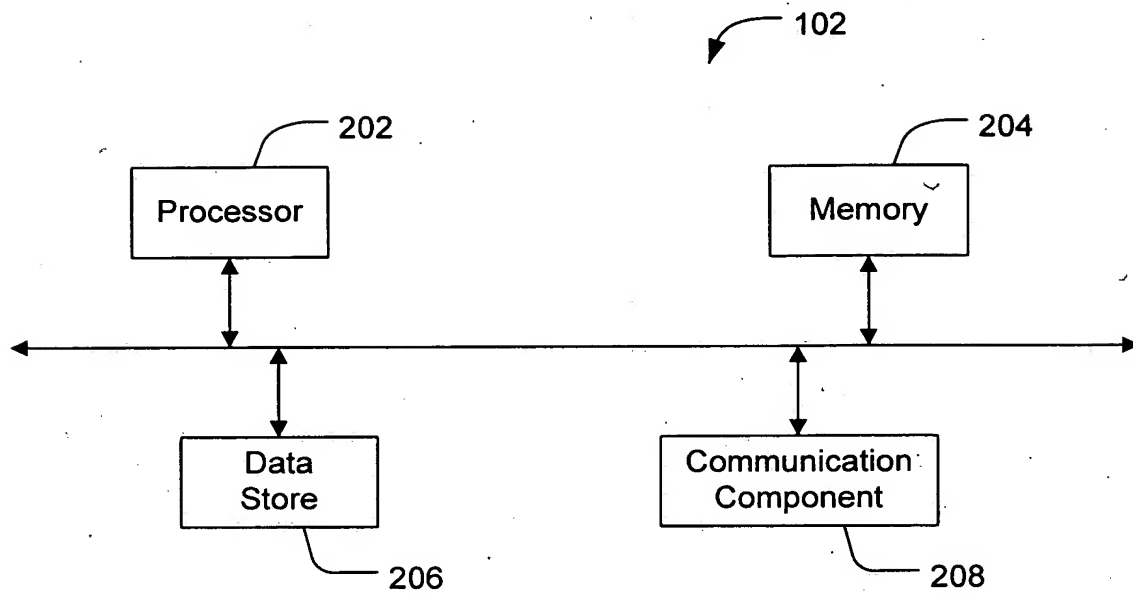 102
202
204
Processor
Memory
Data
Store
Communication
Component
206
208